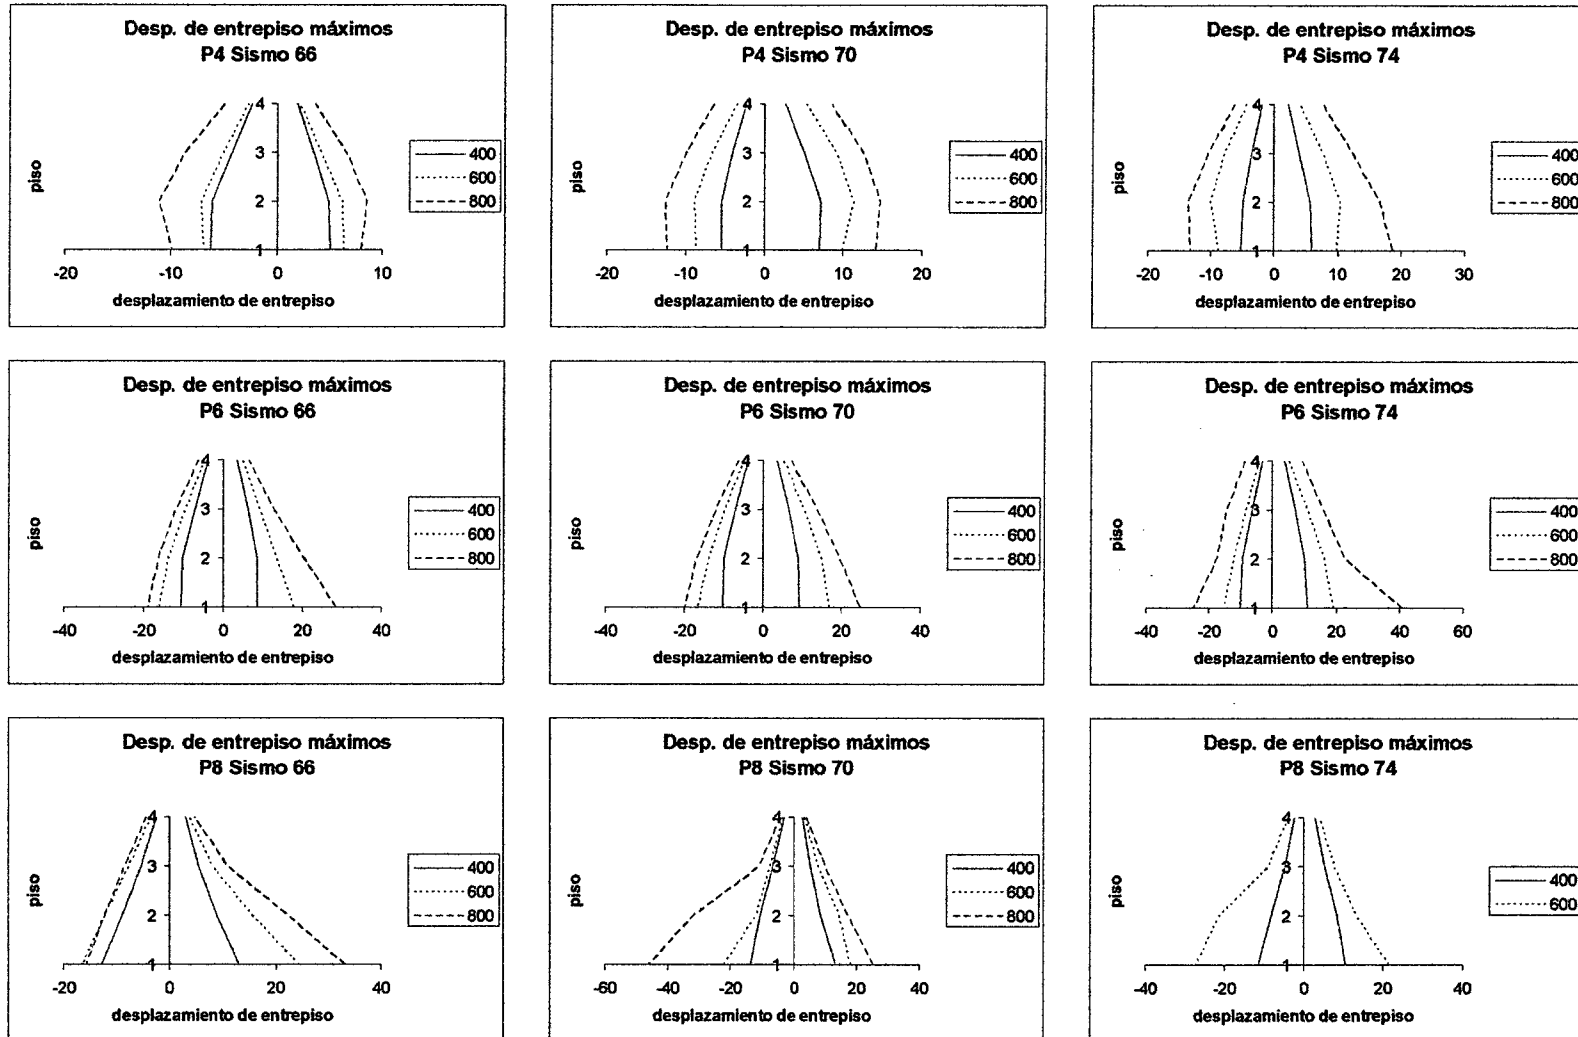 Desp. de entrepiso máximos
P4 Sismo 66
4
3
2
1
piso
400
600
800
-20 -10 0 10
desplazamiento de entrepiso
Desp. de entrepiso máximos
P4 Sismo 70
4
3
2
1
piso
400
600
800
-20 -10 0 10 20
desplazamiento de entrepiso
Desp. de entrepiso máximos
P4 Sismo 74
4
3
2
1
piso
400
600
800
-20 -10 0 10 20 30
desplazamiento de entrepiso
Desp. de entrepiso máximos
P6 Sismo 66
4
3
2
1
piso
400
600
800
-40 -20 0 20 40
desplazamiento de entrepiso
Desp. de entrepiso máximos
P6 Sismo 70
4
3
2
1
piso
400
600
800
-40 -20 0 20 40
desplazamiento de entrepiso
Desp. de entrepiso máximos
P6 Sismo 74
4
3
2
1
piso
400
600
800
-40 -20 0 20 40 60
desplazamiento de entrepiso
Desp. de entrepiso máximos
P8 Sismo 66
4
3
2
1
piso
400
600
800
-20 0 20 40
desplazamiento de entrepiso
Desp. de entrepiso máximos
P8 Sismo 70
4
3
2
1
piso
400
600
800
-60 -40 -20 0 20 40
desplazamiento de entrepiso
Desp. de entrepiso máximos
P8 Sismo 74
4
3
2
1
piso
400
600
-40 -20 0 20 40
desplazamiento de entrepiso